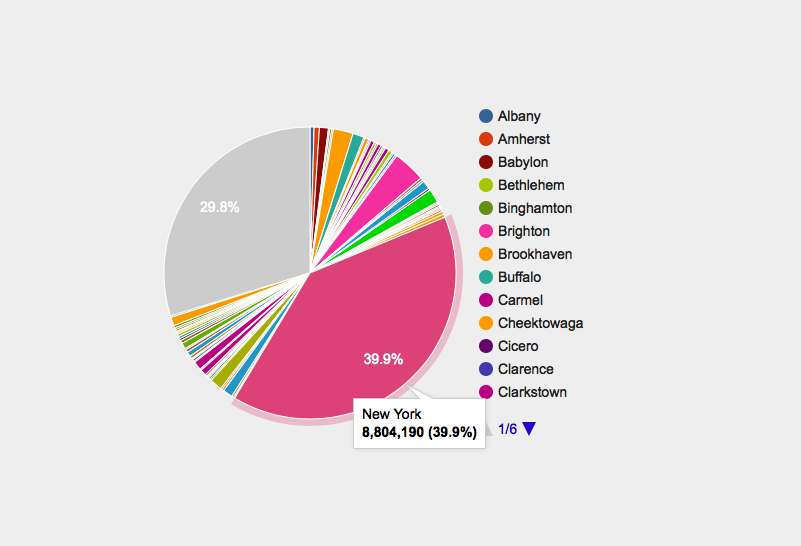 Albany
Amherst
Babylon
Bethlehem
Binghamton
Brighton
Brookhaven
Buffalo
Carmel
Cheektowaga
Cicero
Clarence
Clarkstown
29.8%
39.9%
New York
8,804,190 (39.9%)
1/6